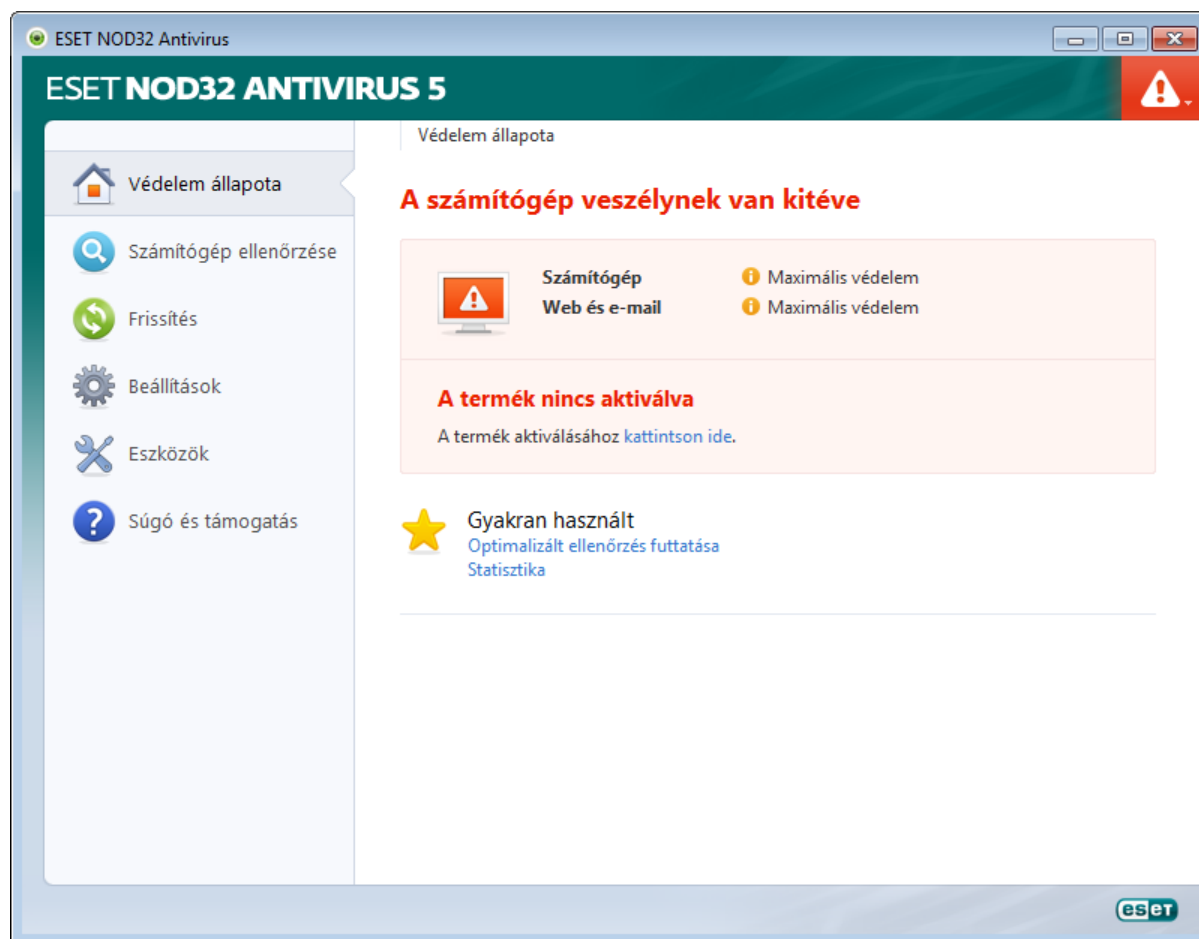 ESET NOD32 Antivirus
ESET NOD32 ANTIVIRUS 5
Védelem állapota
Számítógép ellenőrzése
Frissítés
Beállítások
Eszközök
Súgó és támogatás
Védelem állapota
A számítógép veszélynek van kitéve
Számítógép Maximális védelem
Web és e-mail Maximális védelem
A termék nincs aktiválva
A termék aktiválásához kattintson ide.
Gyakran használt
Optimalizált ellenőrzés futtatása
Statisztika
eset